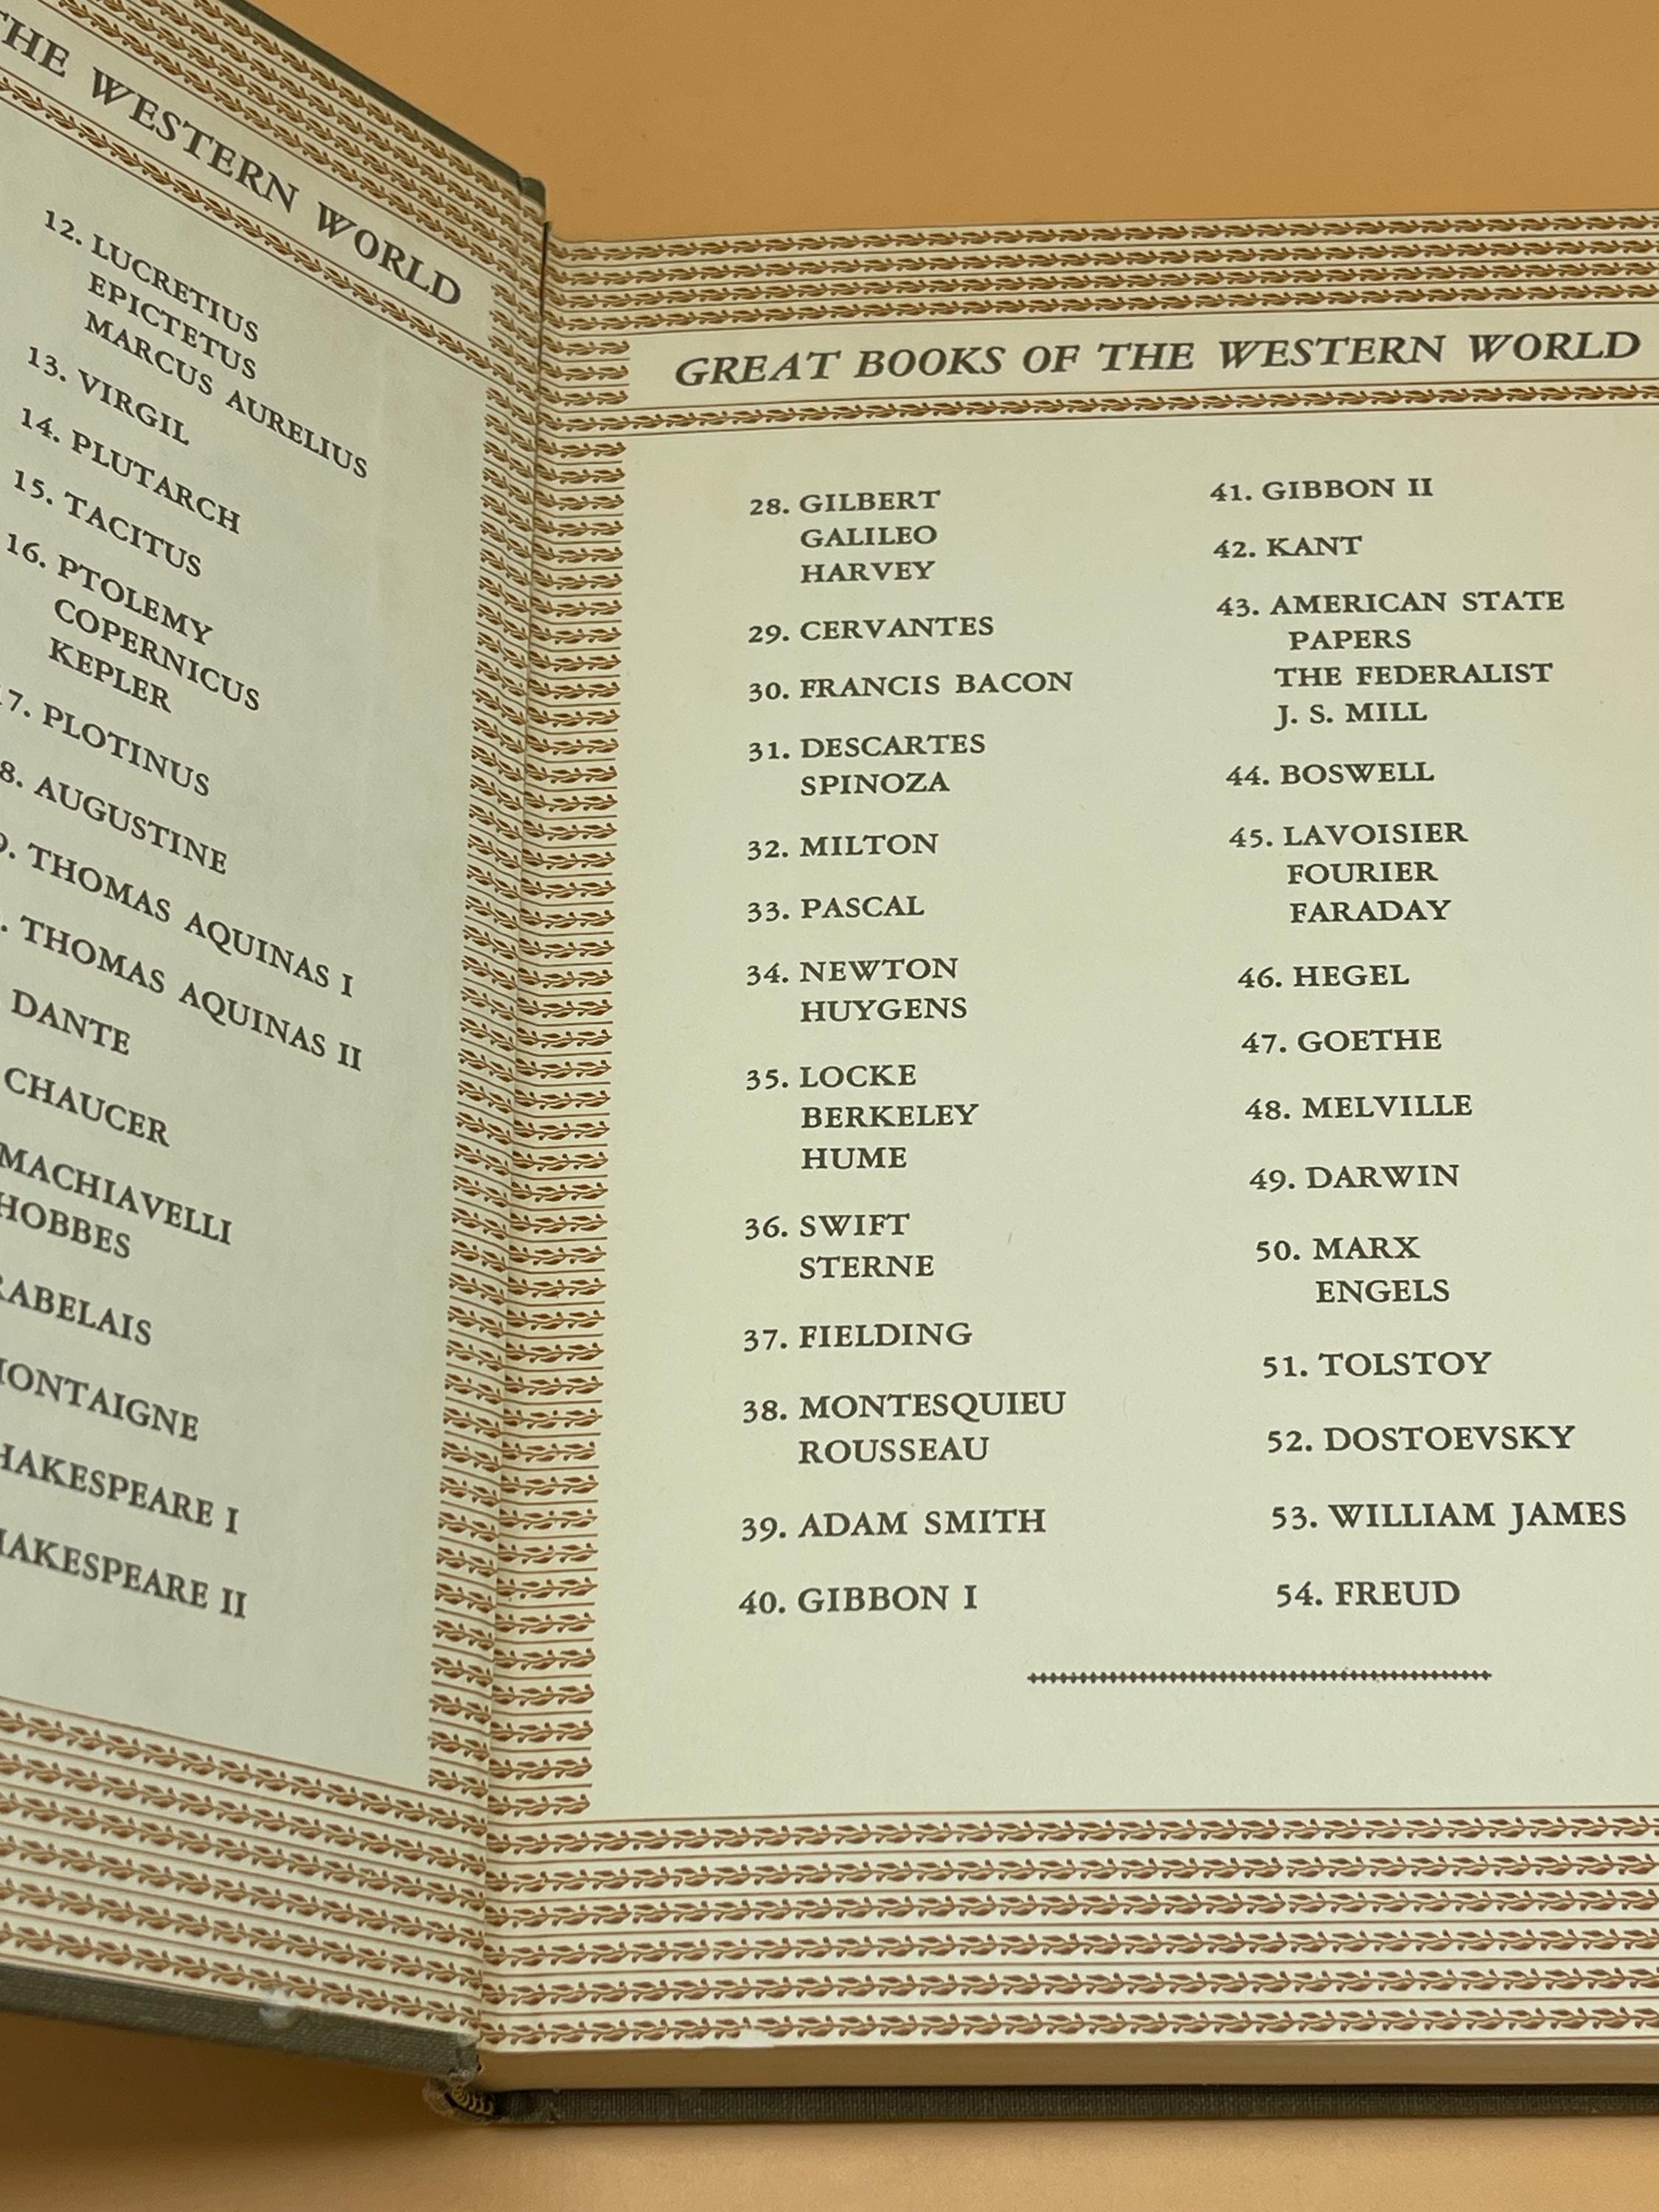 THE WESTERN WORLD
12. LUCRETIUS
EPICTETUS
MARCUS AURELIUS
13. VIRGIL
14. PLUTARCH
15. TACITUS
16. PTOLEMY
COPERNICUS
KEPLER
7. PLOTINUS
8. AUGUSTINE
. THOMAS AQUINAS I
. THOMAS AQUINAS II
DANTE
CHAUCER
MACHIAVELLI
HOBBES
RABELAIS
MONTAIGNE
HAKESPEARE I
HAKESPEARE II
GREAT BOOKS OF THE WESTERN WORLD
28. GILBERT
GALILEO
HARVEY
29. CERVANTES
30. FRANCIS BACON
31. DESCARTES
SPINOZA
32. MILTON
33. PASCAL
34. NEWTON
HUYGENS
35. LOCKE
BERKELEY
HUME
36. SWIFT
STERNE
37. FIELDING
38. MONTESQUIEU
ROUSSEAU
39. ADAM SMITH
40. GIBBON I
41. GIBBON II
42. KANT
43. AMERICAN STATE
PAPERS
THE FEDERALIST
J. S. MILL
44. BOSWELL
45. LAVOISIER
FOURIER
FARADAY
46. HEGEL
47. GOETHE
48. MELVILLE
49. DARWIN
50. MARX
ENGELS
51. TOLSTOY
52. DOSTOEVSKY
53. WILLIAM JAMES
54. FREUD